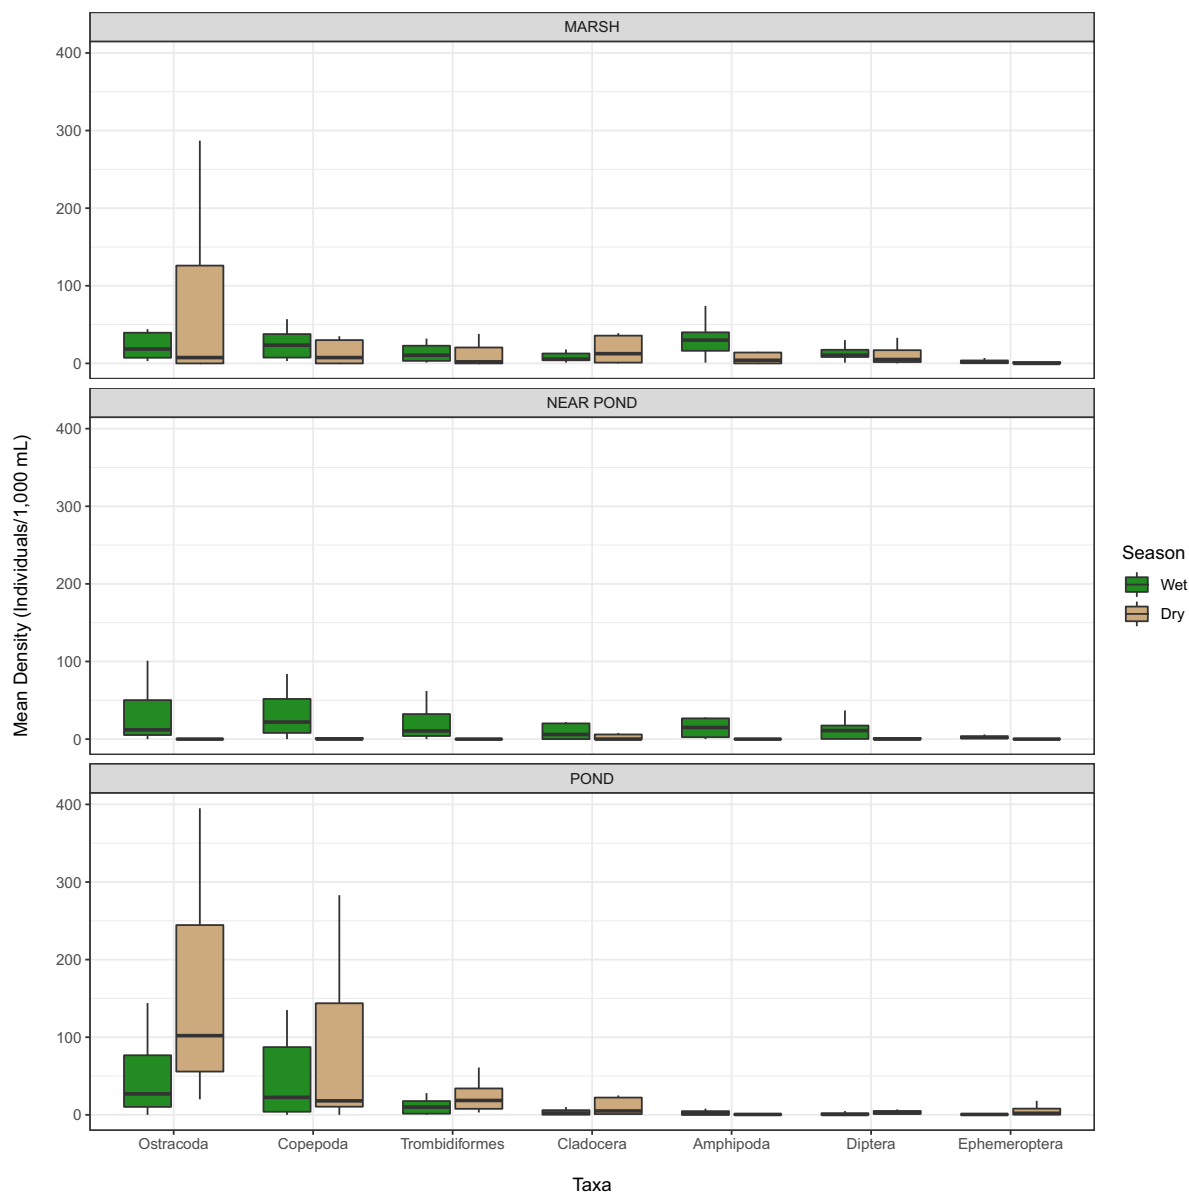 MARSH
400
300
200
100
0
NEAR POND
400
300
200
100
0
POND
400
300
200
100
0
Ostracoda Copepoda Trombidiformes Cladocera Amphipoda Diptera Ephemeroptera
Taxa
Mean Density (Individuals/1,000 mL)
Season
Wet
Dry